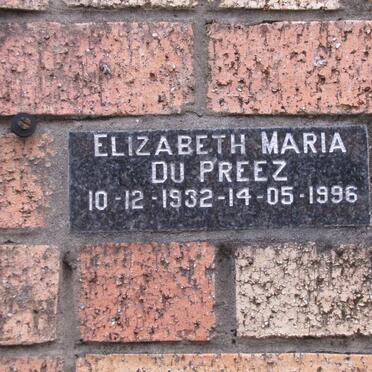 ELIZABETH MARIA
DU PREEZ
10-12-1932-14-05-1996